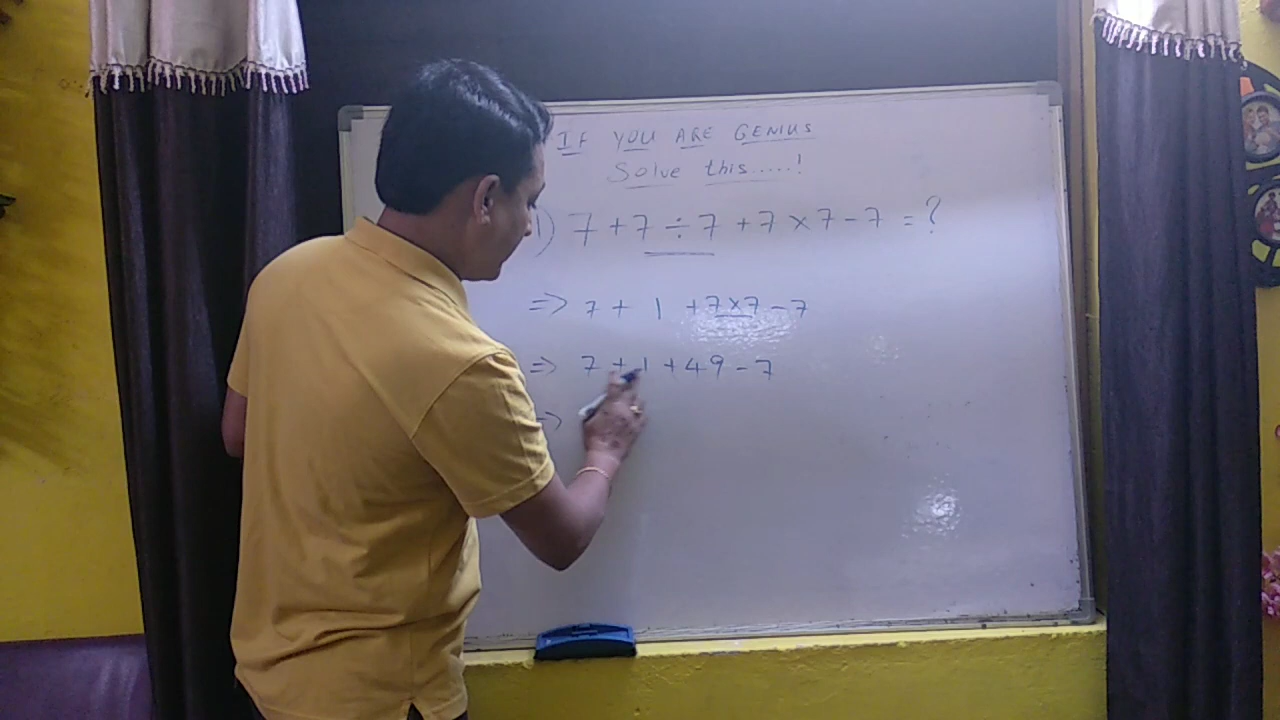 IF YOU ARE GENIUS
Solve this.....!
1) 7 + 7 ÷ 7 + 7 × 7 - 7 = ?
=> 7 + 1 + 7 × 7 - 7
=> 7 + 1 + 49 - 7
=>